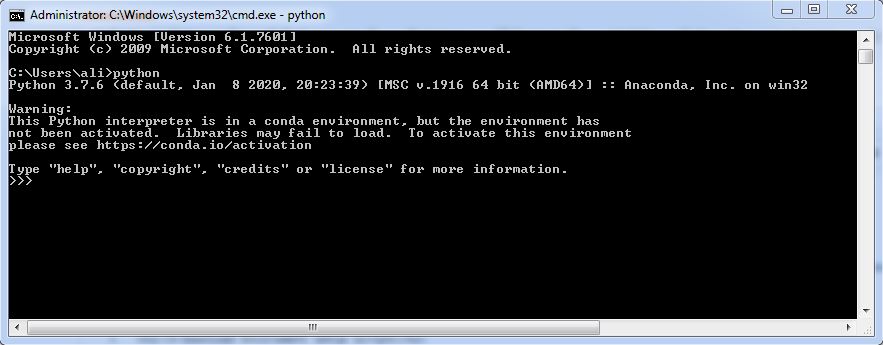 Administrator: C:\Windows\system32\cmd.exe - python
Microsoft Windows [Version 6.1.7601]
Copyright (c) 2009 Microsoft Corporation.  All rights reserved.
C:\Users\ali>python
Python 3.7.6 (default, Jan  8 2020, 20:23:39) [MSC v.1916 64 bit (AMD64)] :: Anaconda, Inc. on win32
Warning:
This Python interpreter is in a conda environment, but the environment has
not been activated.  Libraries may fail to load.  To activate this environment
please see https://conda.io/activation
Type "help", "copyright", "credits" or "license" for more information.
>>>